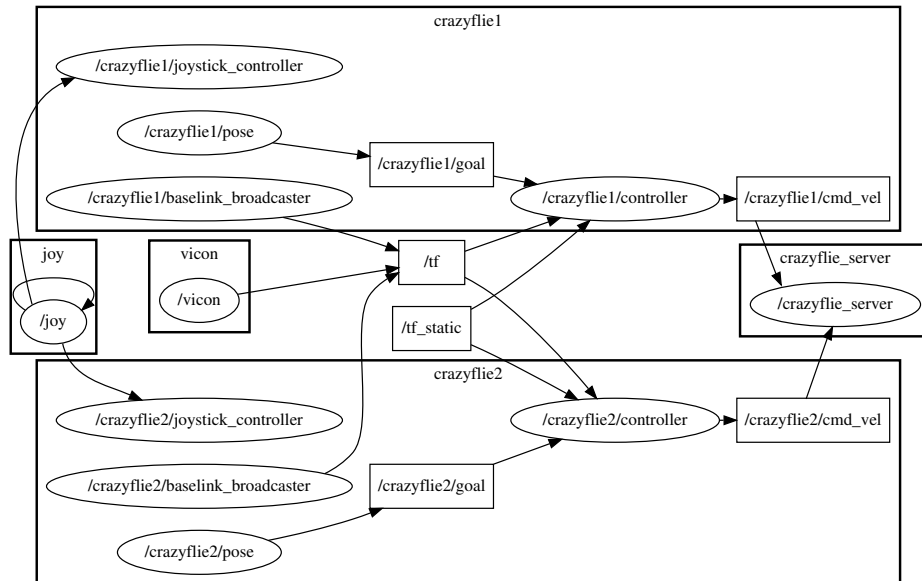 crazyflie1
/crazyflie1/joystick_controller
/crazyflie1/pose
/crazyflie1/goal
/crazyflie1/baselink_broadcaster
/crazyflie1/controller
/crazyflie1/cmd_vel
joy
/joy
vicon
/vicon
/tf
/tf_static
crazyflie_server
/crazyflie_server
crazyflie2
/crazyflie2/joystick_controller
/crazyflie2/controller
/crazyflie2/cmd_vel
/crazyflie2/baselink_broadcaster
/crazyflie2/goal
/crazyflie2/pose